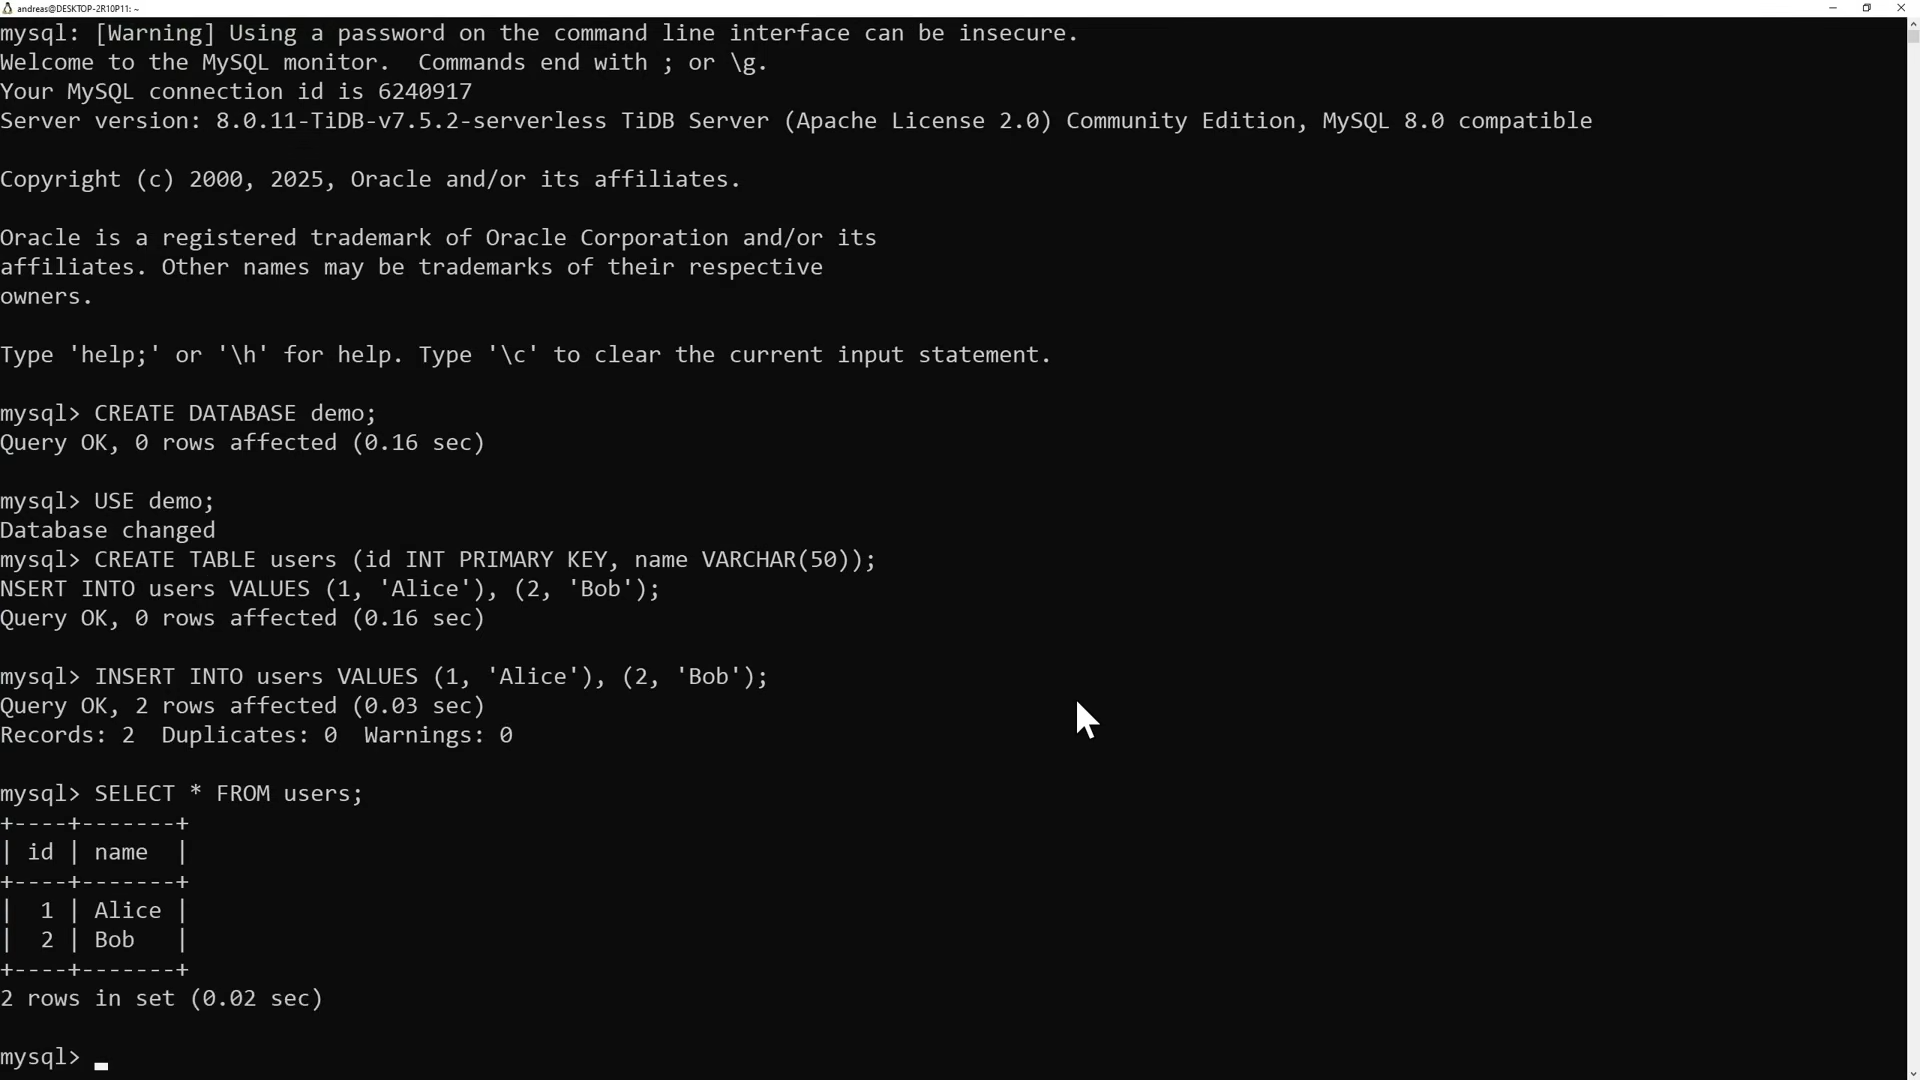 andreas@DESKTOP-2R10P11: ~
mysql: [Warning] Using a password on the command line interface can be insecure.
Welcome to the MySQL monitor.  Commands end with ; or \g.
Your MySQL connection id is 6240917
Server version: 8.0.11-TiDB-v7.5.2-serverless TiDB Server (Apache License 2.0) Community Edition, MySQL 8.0 compatible

Copyright (c) 2000, 2025, Oracle and/or its affiliates.

Oracle is a registered trademark of Oracle Corporation and/or its
affiliates. Other names may be trademarks of their respective
owners.

Type 'help;' or '\h' for help. Type '\c' to clear the current input statement.

mysql> CREATE DATABASE demo;
Query OK, 0 rows affected (0.16 sec)

mysql> USE demo;
Database changed
mysql> CREATE TABLE users (id INT PRIMARY KEY, name VARCHAR(50));
NSERT INTO users VALUES (1, 'Alice'), (2, 'Bob');
Query OK, 0 rows affected (0.16 sec)

mysql> INSERT INTO users VALUES (1, 'Alice'), (2, 'Bob');
Query OK, 2 rows affected (0.03 sec)
Records: 2  Duplicates: 0  Warnings: 0

mysql> SELECT * FROM users;
+----+-------+
| id | name  |
+----+-------+
|  1 | Alice |
|  2 | Bob   |
+----+-------+
2 rows in set (0.02 sec)

mysql>